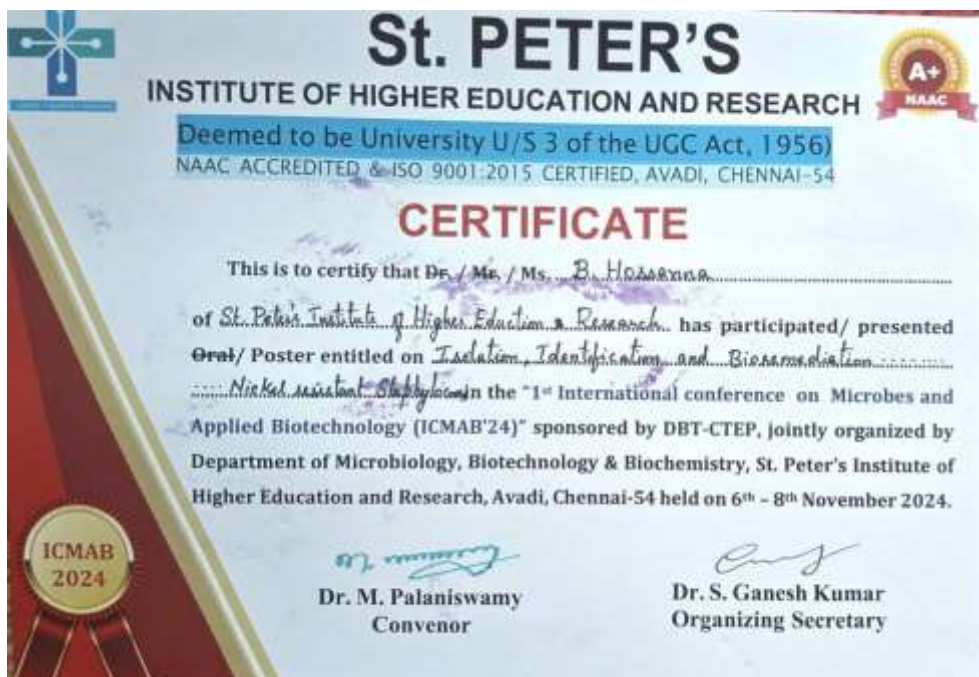 St. PETER'S
INSTITUTE OF HIGHER EDUCATION AND RESEARCH
A+
NAAC
Deemed to be University U/S 3 of the UGC Act, 1956)
NAAC ACCREDITED & ISO 9001:2015 CERTIFIED, AVADI, CHENNAI-54
CERTIFICATE
This is to certify that Dr. / Mr. / Ms. B. Hosanna
of St. Peter's Institute of Higher Eduction & Research has participated/ presented
Oral/ Poster entitled on Isolation, Identification and Bioremediation
Nickel resistant in the "1st International conference on Microbes and
Applied Biotechnology (ICMAB'24)" sponsored by DBT-CTEP, jointly organized by
Department of Microbiology, Biotechnology & Biochemistry, St. Peter's Institute of
Higher Education and Research, Avadi, Chennai-54 held on 6th – 8th November 2024.
ICMAB
2024
Dr. M. Palaniswamy
Convenor
Dr. S. Ganesh Kumar
Organizing Secretary